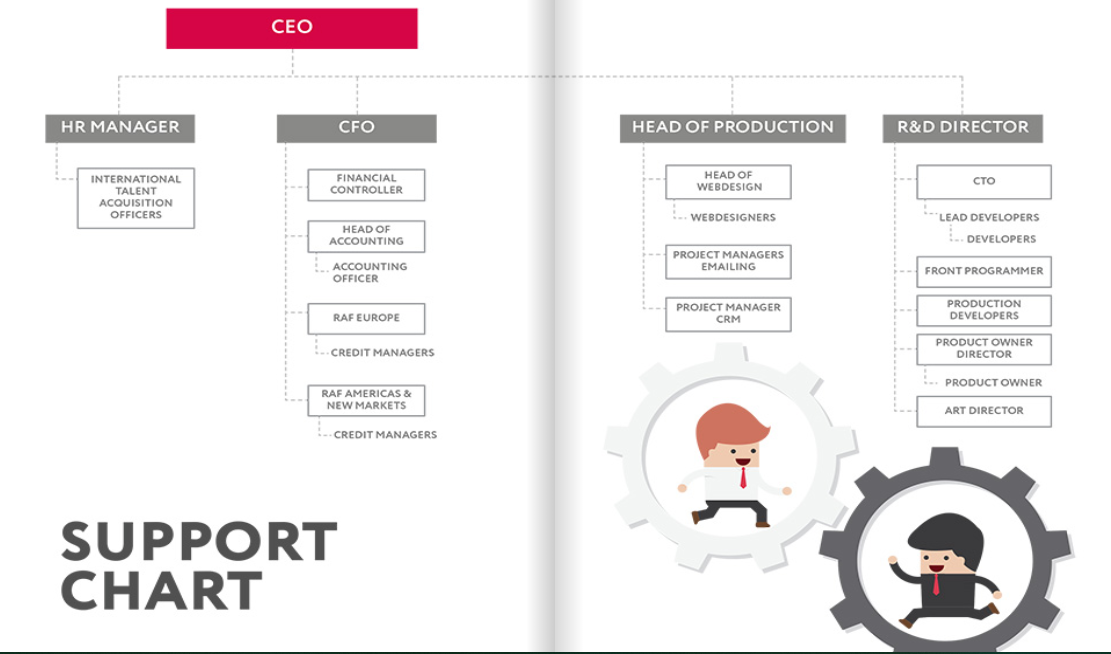 CEO
HR MANAGER
INTERNATIONAL
TALENT
ACQUISITION
OFFICERS
CFO
FINANCIAL
CONTROLLER
HEAD OF
ACCOUNTING
ACCOUNTING
OFFICER
RAF EUROPE
CREDIT MANAGERS
RAF AMERICAS &
NEW MARKETS
CREDIT MANAGERS
HEAD OF PRODUCTION
HEAD OF
WEBDESIGN
WEBDESIGNERS
PROJECT MANAGERS
EMAILING
PROJECT MANAGER
CRM
R&D DIRECTOR
CTO
LEAD DEVELOPERS
DEVELOPERS
FRONT PROGRAMMER
PRODUCTION
DEVELOPERS
PRODUCT OWNER
DIRECTOR
PRODUCT OWNER
ART DIRECTOR
SUPPORT
CHART